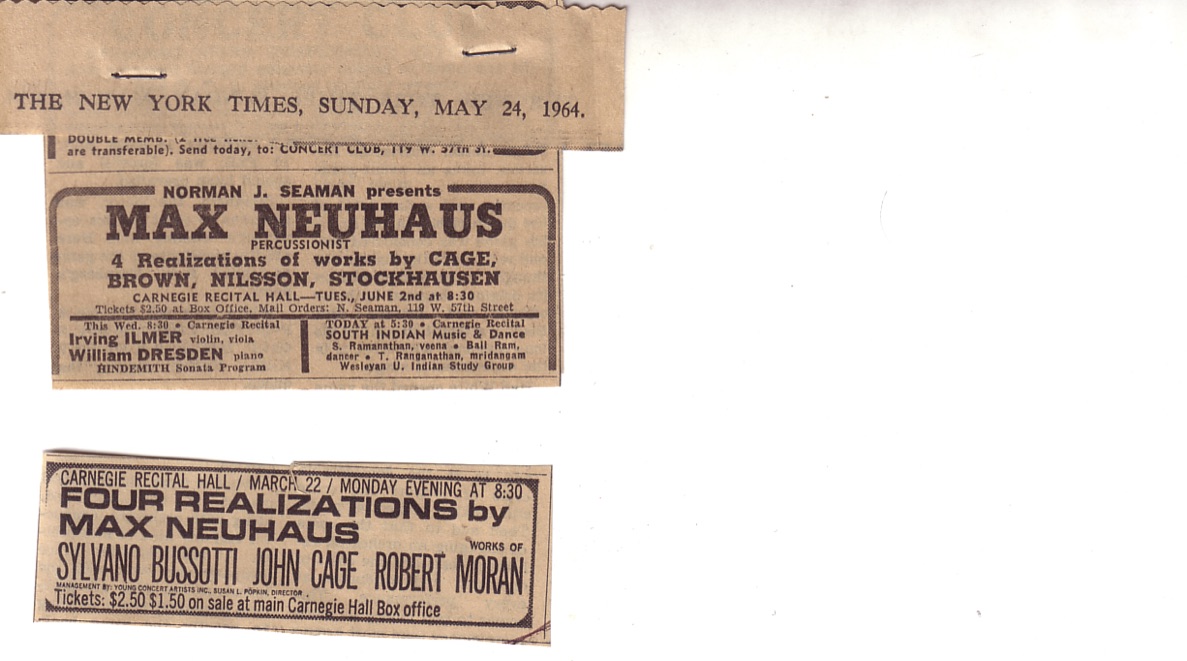 THE NEW YORK TIMES, SUNDAY, MAY 24, 1964.
DOUBLE MEMB. (2
are transferable). Send today, to: CONCERT CLUB, 119 W. 57th St.
NORMAN J. SEAMAN presents
MAX NEUHAUS
PERCUSSIONIST
4 Realizations of works by CAGE,
BROWN, NILSSON, STOCKHAUSEN
CARNEGIE RECITAL HALL—TUES., JUNE 2nd at 8:30
Tickets $2.50 at Box Office, Mail Orders: N. Seaman, 119 W. 57th Street
This Wed. 8:30 • Carnegie Recital
Irving ILMER violin, viola
William DRESDEN piano
HINDEMITH Sonata Program
TODAY at 5:30 • Carnegie Recital
SOUTH INDIAN Music & Dance
S. Ramanathan, veena • Ball Ram,
dancer • T. Ranganathan, mridangam
Wesleyan U. Indian Study Group
CARNEGIE RECITAL HALL / MARCH 22 / MONDAY EVENING AT 8:30
FOUR REALIZATIONS by
MAX NEUHAUS
WORKS OF
SYLVANO BUSSOTTI JOHN CAGE ROBERT MORAN
MANAGEMENT BY: YOUNG CONCERT ARTISTS INC., SUSAN L. POPKIN, DIRECTOR
Tickets: $2.50 $1.50 on sale at main Carnegie Hall Box office